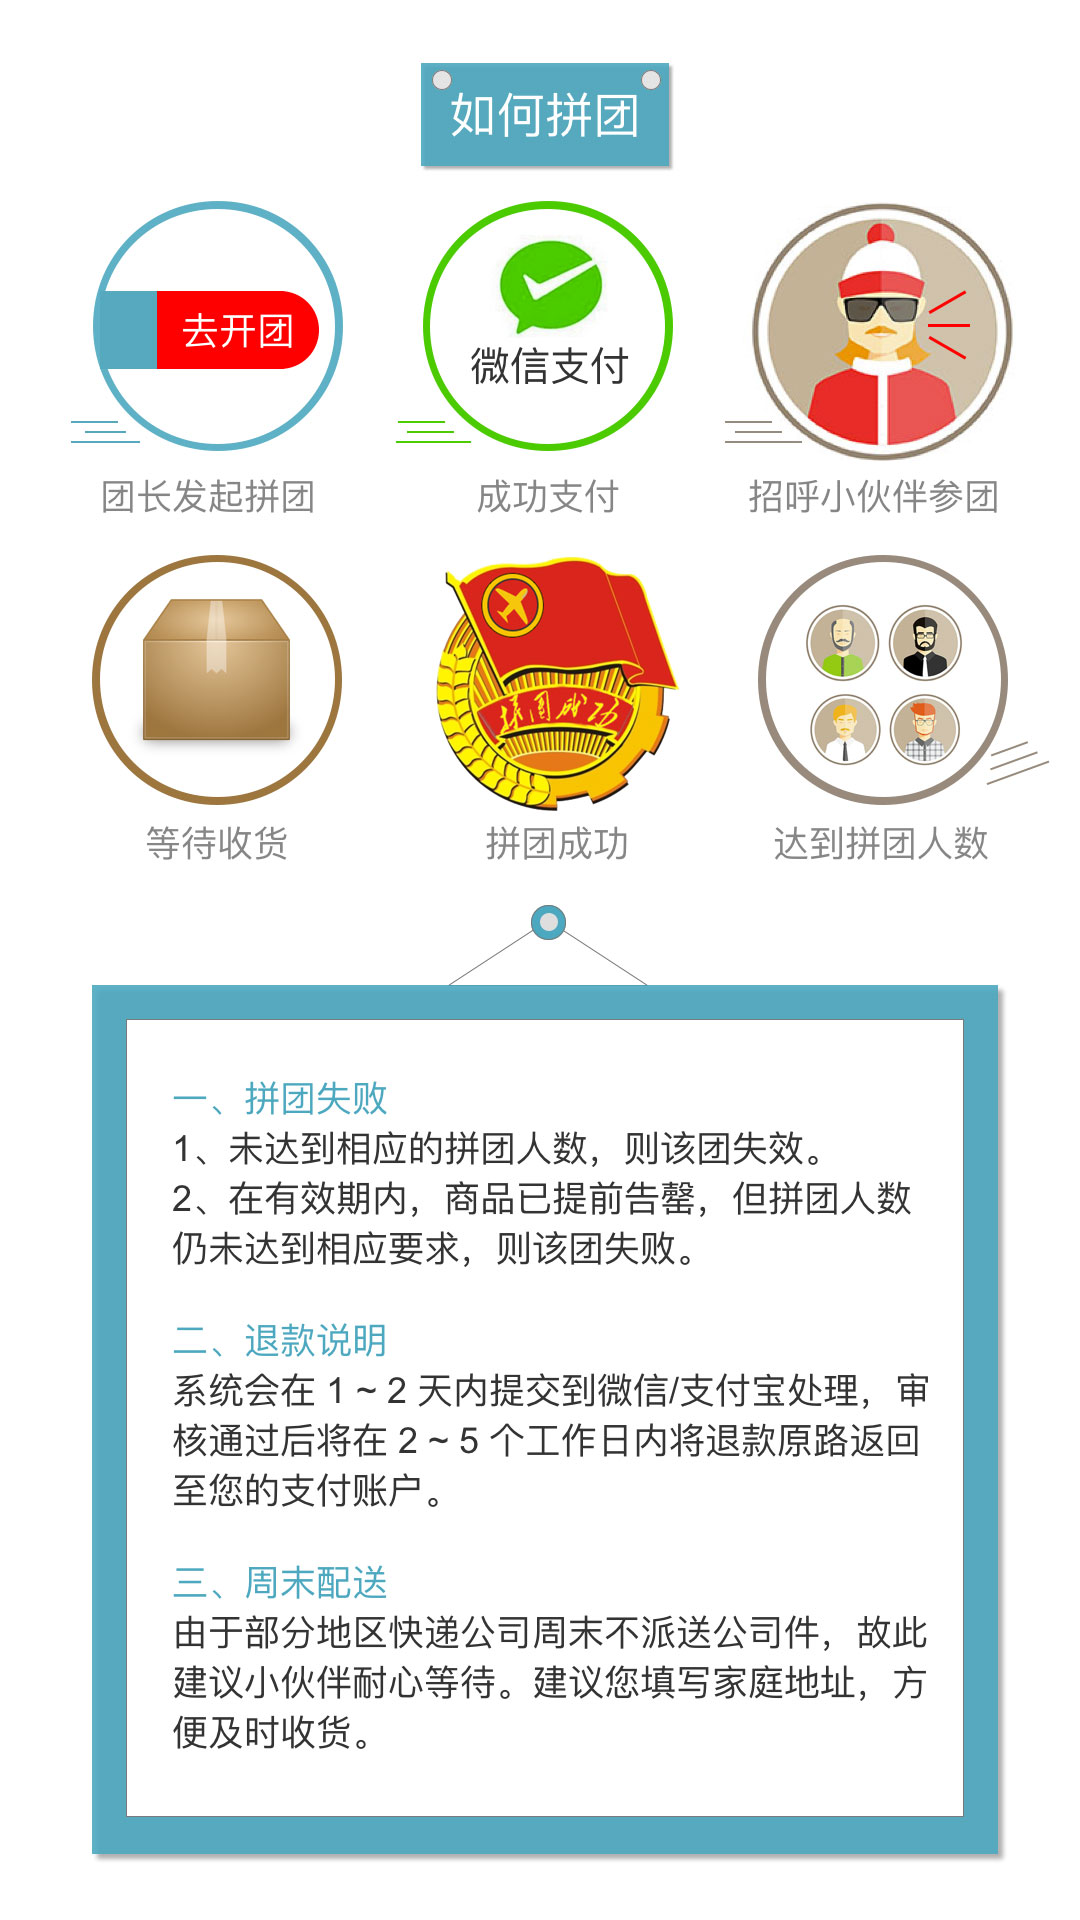 如何拼团
去开团
微信支付
团长发起拼团
成功支付
招呼小伙伴参团
拼团成功
等待收货
拼团成功
达到拼团人数
一、拼团失败
1、未达到相应的拼团人数，则该团失效。
2、在有效期内，商品已提前告罄，但拼团人数
仍未达到相应要求，则该团失败。
二、退款说明
系统会在 1 ~ 2 天内提交到微信/支付宝处理，审
核通过后将在 2 ~ 5 个工作日内将退款原路返回
至您的支付账户。
三、周末配送
由于部分地区快递公司周末不派送公司件，故此
建议小伙伴耐心等待。建议您填写家庭地址，方
便及时收货。